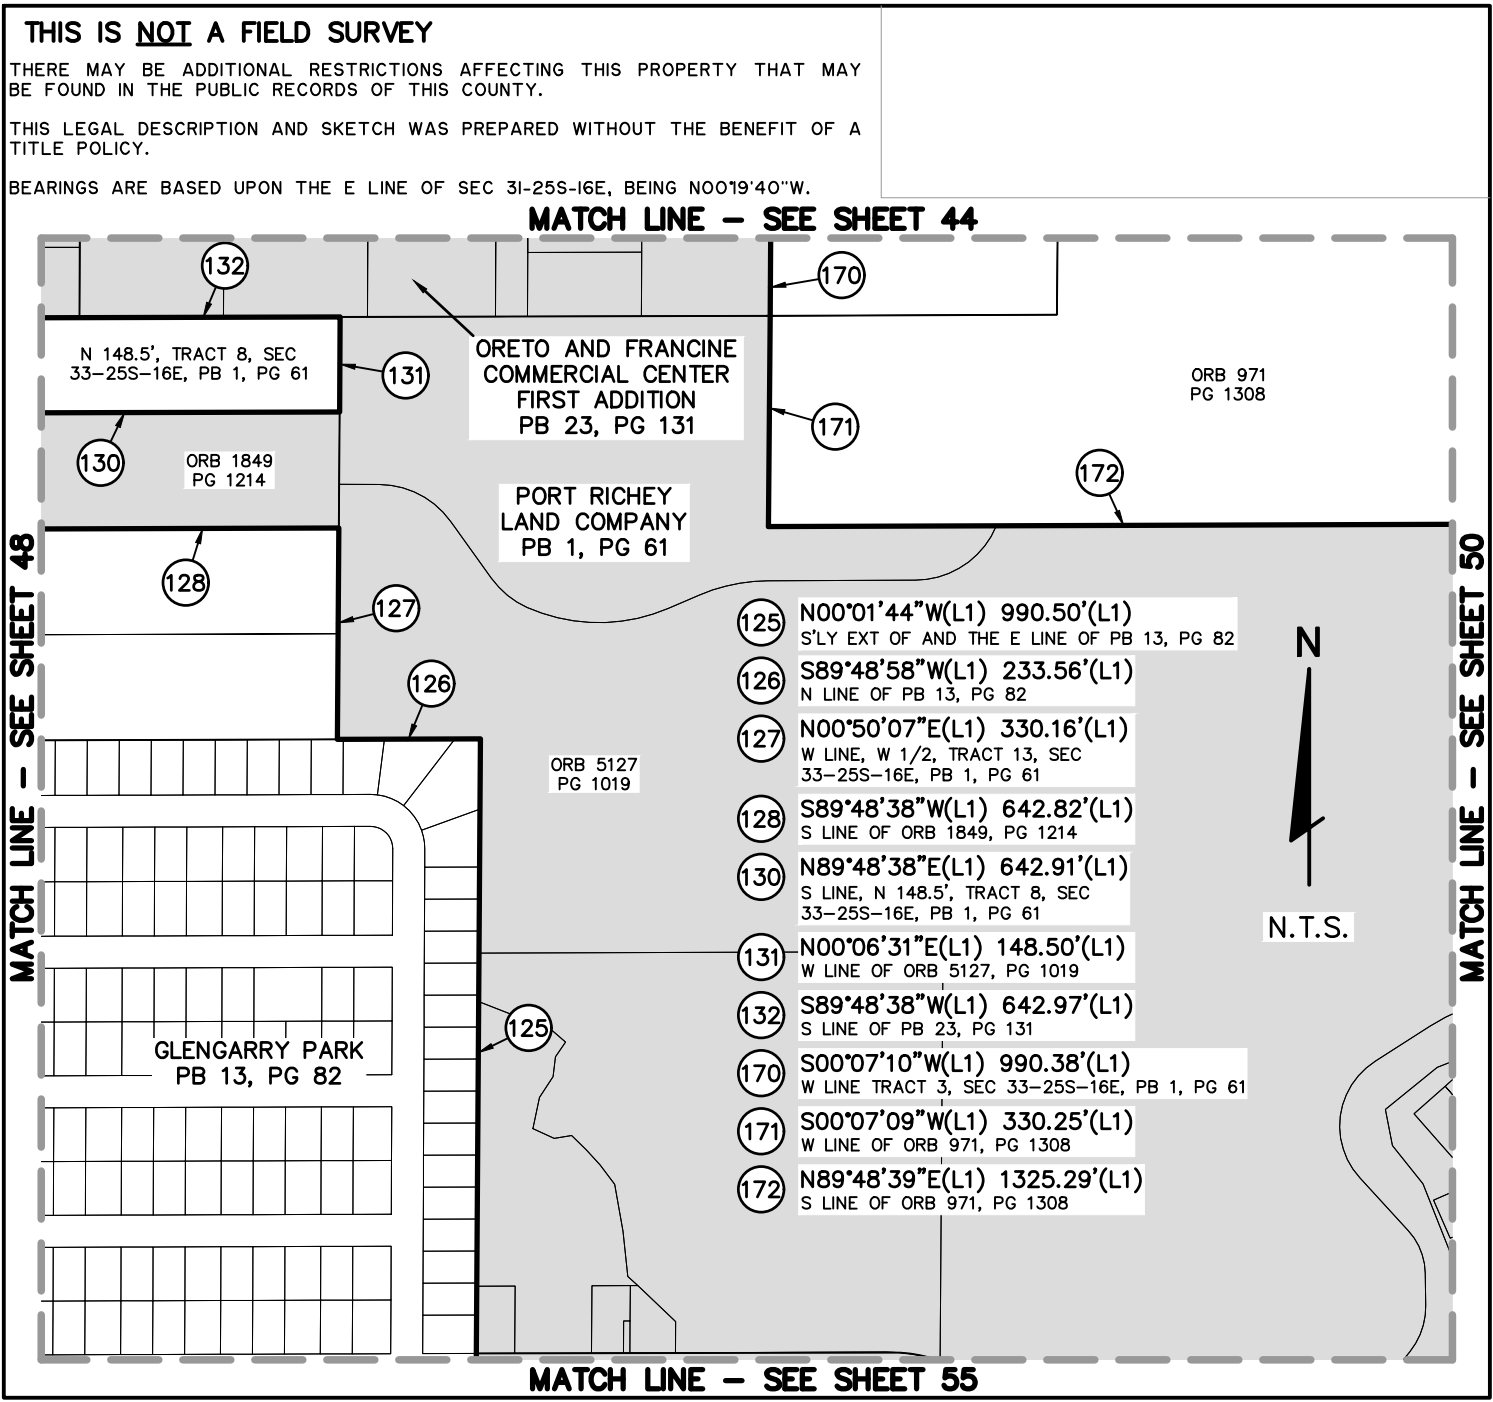 THIS IS NOT A FIELD SURVEY
THERE MAY BE ADDITIONAL RESTRICTIONS AFFECTING THIS PROPERTY THAT MAY
BE FOUND IN THE PUBLIC RECORDS OF THIS COUNTY.
THIS LEGAL DESCRIPTION AND SKETCH WAS PREPARED WITHOUT THE BENEFIT OF A
TITLE POLICY.
BEARINGS ARE BASED UPON THE E LINE OF SEC 31-25S-16E, BEING N00°19'40"W.
MATCH LINE - SEE SHEET 44
132
170
N 148.5', TRACT 8, SEC
33-25S-16E, PB 1, PG 61
131
ORETO AND FRANCINE
COMMERCIAL CENTER
FIRST ADDITION
PB 23, PG 131
171
ORB 971
PG 1308
130
ORB 1849
PG 1214
172
PORT RICHEY
LAND COMPANY
PB 1, PG 61
128
127
126
MATCH LINE - SEE SHEET 48
MATCH LINE - SEE SHEET 50
ORB 5127
PG 1019
125
GLENGARRY PARK
PB 13, PG 82
125 N00°01'44"W(L1) 990.50'(L1)
S'LY EXT OF AND THE E LINE OF PB 13, PG 82
126 S89°48'58"W(L1) 233.56'(L1)
N LINE OF PB 13, PG 82
127 N00°50'07"E(L1) 330.16'(L1)
W LINE, W 1/2, TRACT 13, SEC
33-25S-16E, PB 1, PG 61
128 S89°48'38"W(L1) 642.82'(L1)
S LINE OF ORB 1849, PG 1214
130 N89°48'38"E(L1) 642.91'(L1)
S LINE, N 148.5', TRACT 8, SEC
33-25S-16E, PB 1, PG 61
131 N00°06'31"E(L1) 148.50'(L1)
W LINE OF ORB 5127, PG 1019
132 S89°48'38"W(L1) 642.97'(L1)
S LINE OF PB 23, PG 131
170 S00°07'10"W(L1) 990.38'(L1)
W LINE TRACT 3, SEC 33-25S-16E, PB 1, PG 61
171 S00°07'09"W(L1) 330.25'(L1)
W LINE OF ORB 971, PG 1308
172 N89°48'39"E(L1) 1325.29'(L1)
S LINE OF ORB 971, PG 1308
N
N.T.S.
MATCH LINE - SEE SHEET 55